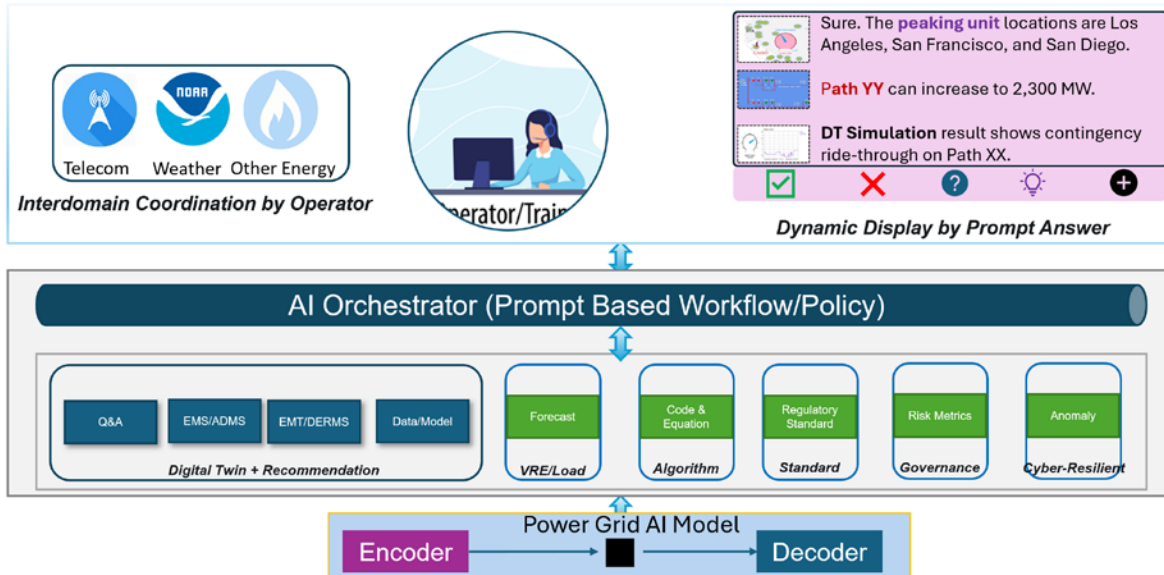 Sure. The peaking unit locations are Los
Angeles, San Francisco, and San Diego.
Path YY can increase to 2,300 MW.
DT Simulation result shows contingency
ride-through on Path XX.
NOAA
Telecom
Weather
Other Energy
Interdomain Coordination by Operator
Operator/Train
?
Dynamic Display by Prompt Answer
AI Orchestrator (Prompt Based Workflow/Policy)
Q&A
EMS/ADMS
EMT/DERMS
Data/Model
Digital Twin + Recommendation
Forecast
VRE/Load
Code &
Equation
Algorithm
Regulatory
Standard
Standard
Risk Metrics
Governance
Anomaly
Cyber-Resilient
Power Grid AI Model
Encoder
Decoder